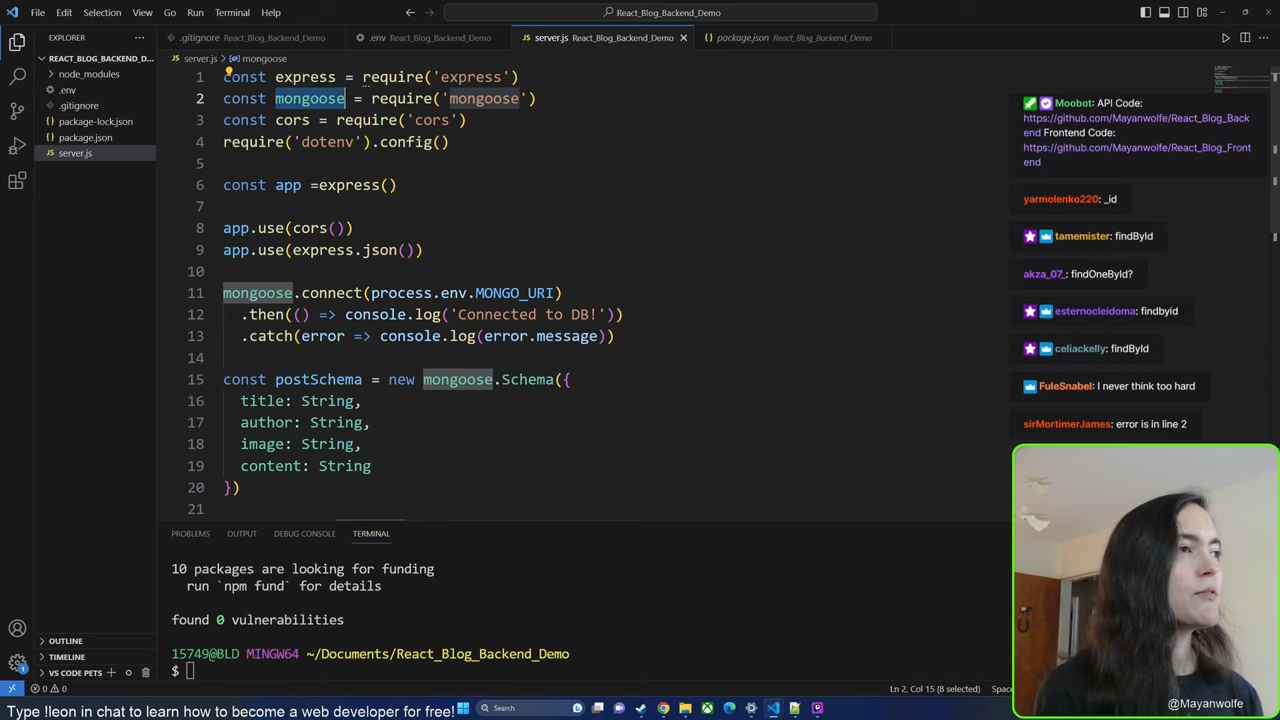 File Edit Selection View Go Run Terminal Help
React_Blog_Backend_Demo
EXPLORER
REACT_BLOG_BACKEND_D...
node_modules
.env
.gitignore
package-lock.json
package.json
server.js
OUTLINE
TIMELINE
VS CODE PETS
.gitignore React_Blog_Backend_Demo
.env React_Blog_Backend_Demo
server.js React_Blog_Backend_Demo
package.json React_Blog_Backend_Demo
server.js > mongoose
1 const express = require('express')
2 const mongoose = require('mongoose')
3 const cors = require('cors')
4 require('dotenv').config()
5
6 const app =express()
7
8 app.use(cors())
9 app.use(express.json())
10
11 mongoose.connect(process.env.MONGO_URI)
12 .then(() => console.log('Connected to DB!'))
13 .catch(error => console.log(error.message))
14
15 const postSchema = new mongoose.Schema({
16 title: String,
17 author: String,
18 image: String,
19 content: String
20 })
21
PROBLEMS OUTPUT DEBUG CONSOLE TERMINAL
10 packages are looking for funding
run `npm fund` for details
found 0 vulnerabilities
15749@BLD MINGW64 ~/Documents/React_Blog_Backend_Demo
$
Moobot: API Code:
https://github.com/Mayanwolfe/React_Blog_Back
end Frontend Code:
https://github.com/Mayanwolfe/React_Blog_Front
end
yarmolenko220: _id
tamemister: findById
akza_07_: findOneById?
esternocleidoma: findbyid
celiackelly: findById
FuleSnabel: I never think too hard
sirMortimerJames: error is in line 2
@Mayanwolfe
1
0 0 Ln 2, Col 15 (8 selected)
Type !leon in chat to learn how to become a web developer for free!
Search